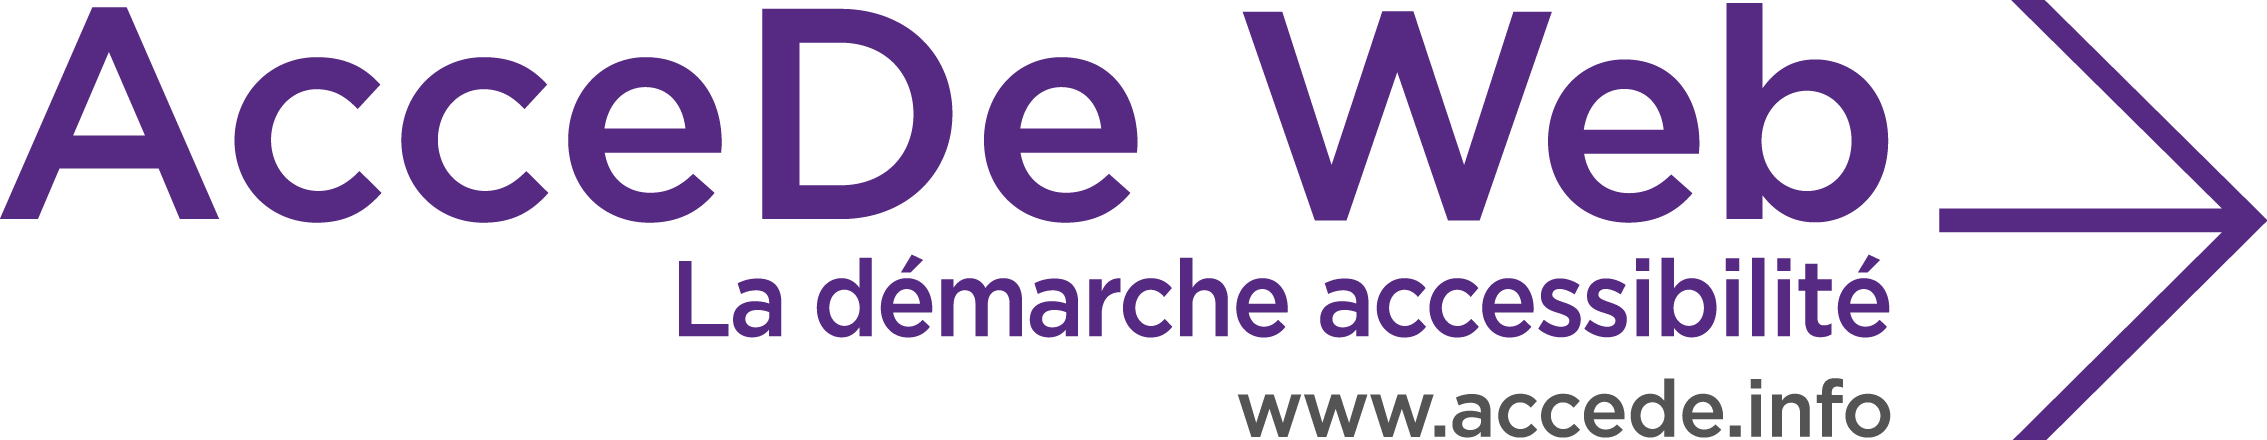 AcceDe Web
La démarche accessibilité
www.accede.info